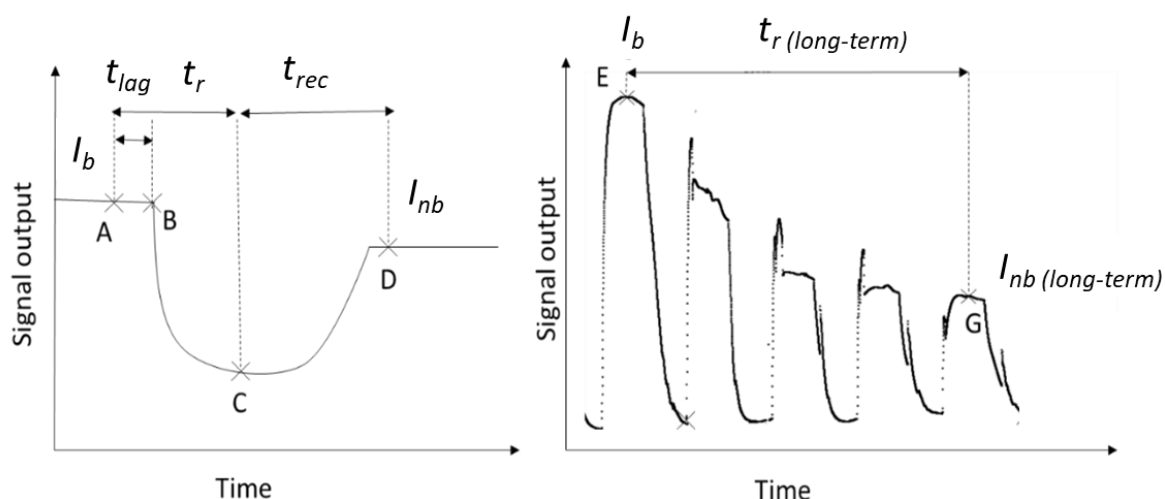 t_lag
t_r
t_rec
I_b
I_nb
A
B
C
D
Signal output
Time
I_b
t_r (long-term)
E
I_nb (long-term)
G
Signal output
Time